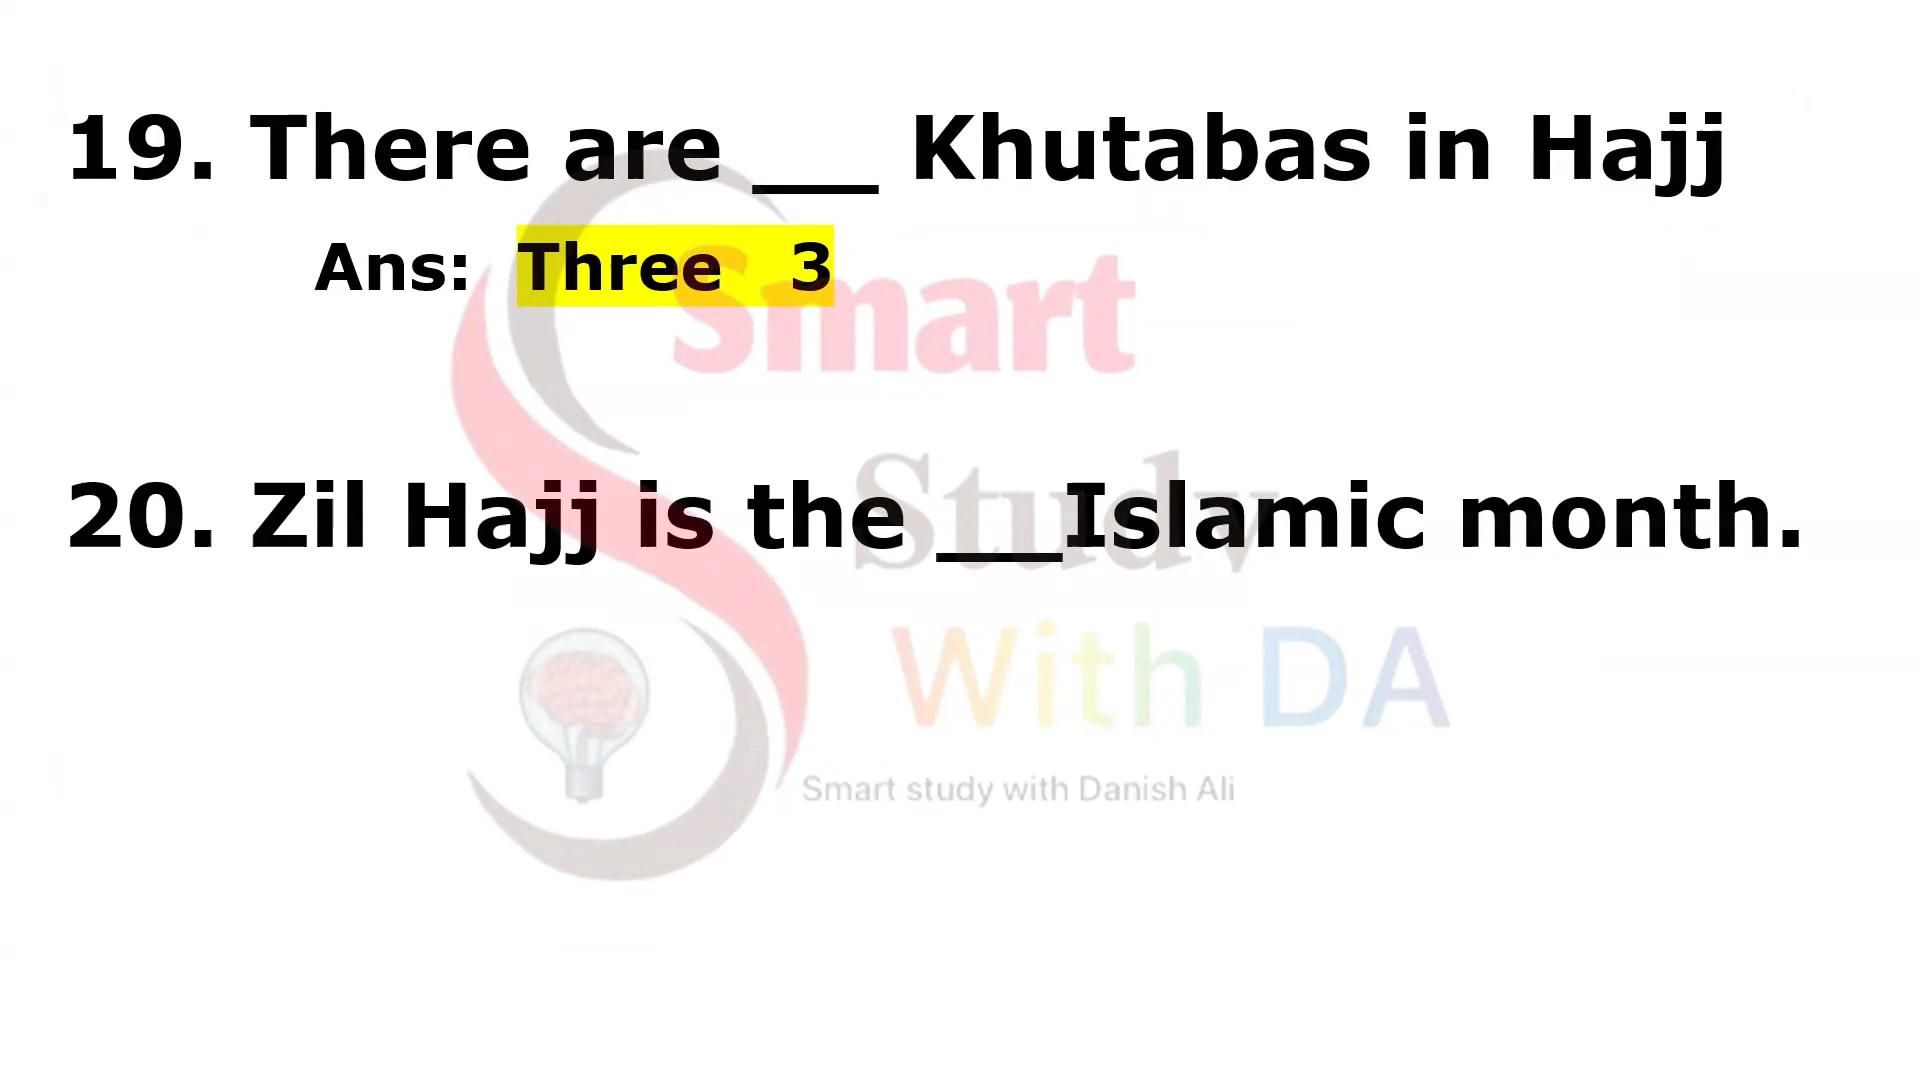 19. There are ___ Khutabas in Hajj
Ans: Three 3
Smart
20. Zil Hajj is the ___Islamic month.
Study
With DA
Smart study with Danish Ali